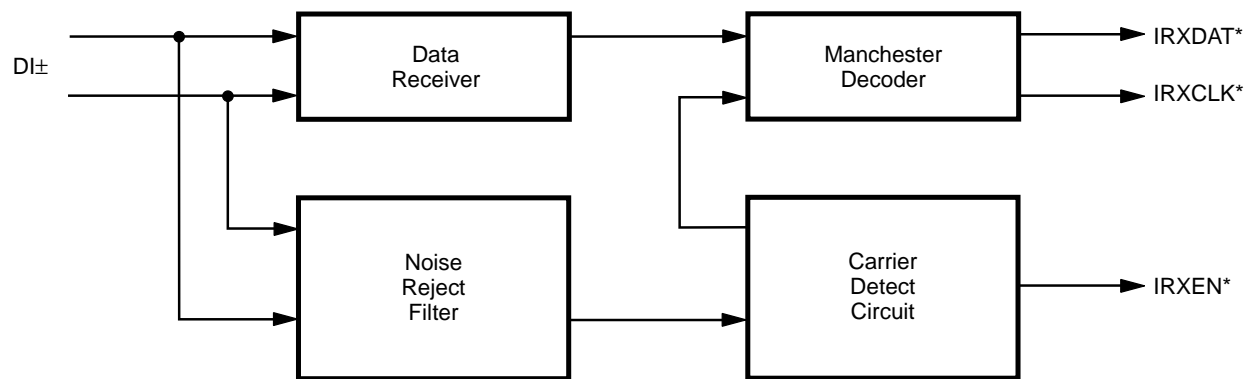 DI±
Data
Receiver
Manchester
Decoder
IRXDAT*
IRXCLK*
Noise
Reject
Filter
Carrier
Detect
Circuit
IRXEN*